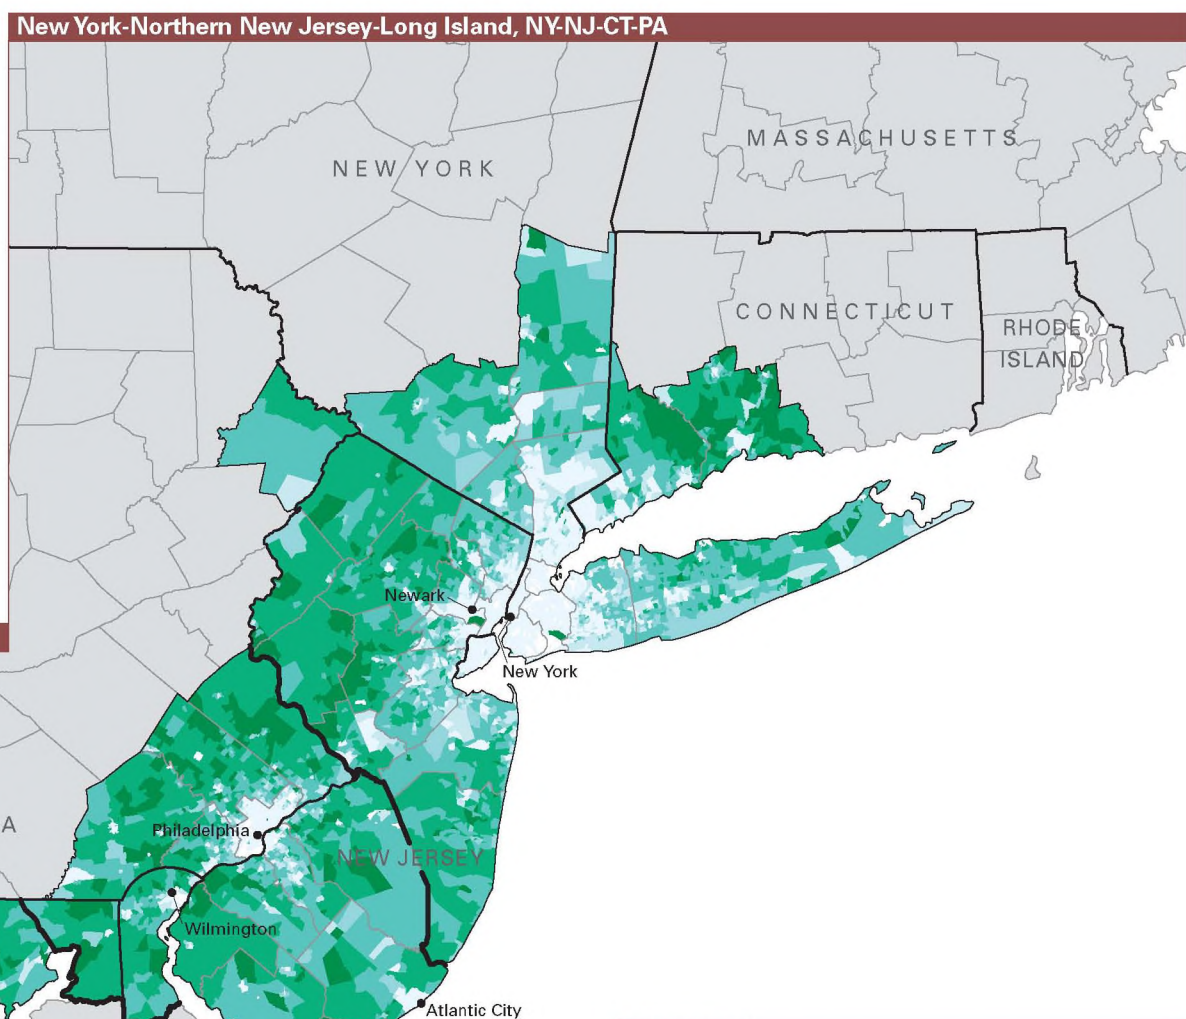 New York-Northern New Jersey-Long Island, NY-NJ-CT-PA
MASSACHUSETTS
NEW YORK
CONNECTICUT
RHODE
ISLAND
Newark
New York
A
Philadelphia
NEW JERSEY
Wilmington
Atlantic City